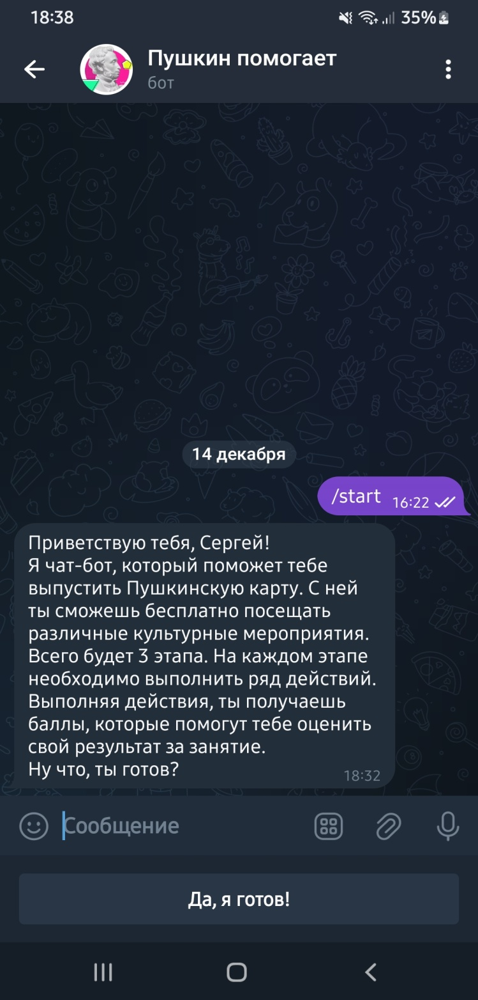 18:38
35%
Пушкин помогает
бот
14 декабря
/start 16:22
Приветствую тебя, Сергей!
Я чат-бот, который поможет тебе
выпустить Пушкинскую карту. С ней
ты сможешь бесплатно посещать
различные культурные мероприятия.
Всего будет 3 этапа. На каждом этапе
необходимо выполнить ряд действий.
Выполняя действия, ты получаешь
баллы, которые помогут тебе оценить
свой результат за занятие.
Ну что, ты готов?
18:32
Сообщение
Да, я готов!